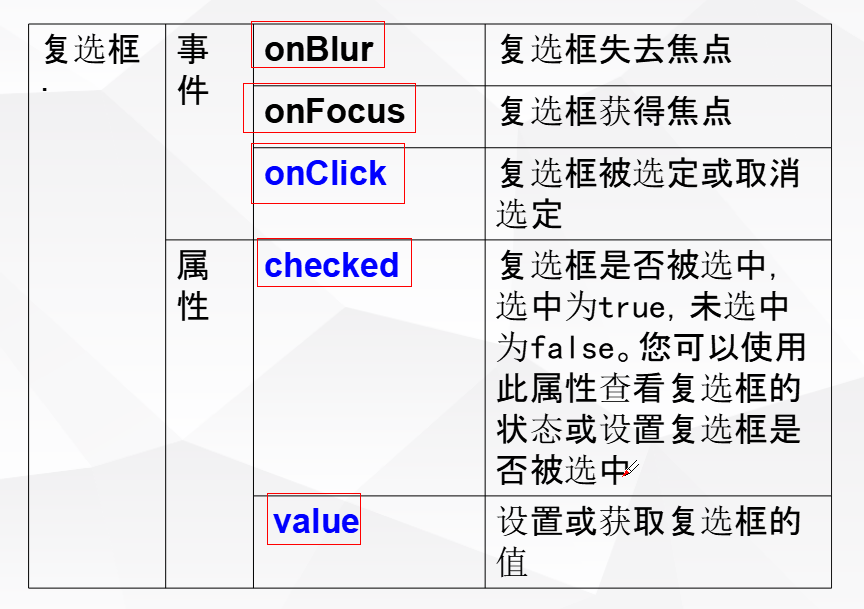 复选框
.
事
件
onBlur
复选框失去焦点
onFocus
复选框获得焦点
onClick
复选框被选定或取消
选定
属
性
checked
复选框是否被选中,
选中为true, 未选中
为false。您可以使用
此属性查看复选框的
状态或设置复选框是
否被选中
value
设置或获取复选框的
值